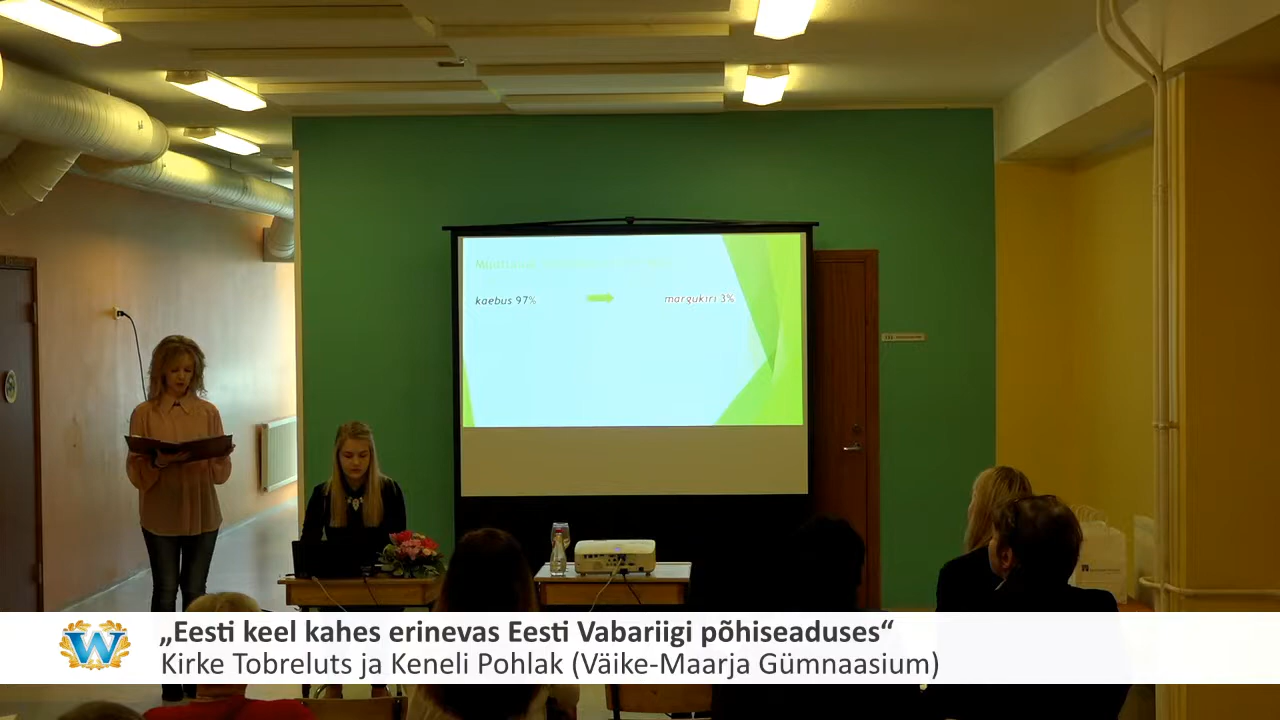 kaebus 97%
margukiri 3%
W
„Eesti keel kahes erinevas Eesti Vabariigi põhiseaduses“
Kirke Tobreluts ja Keneli Pohlak (Väike-Maarja Gümnaasium)